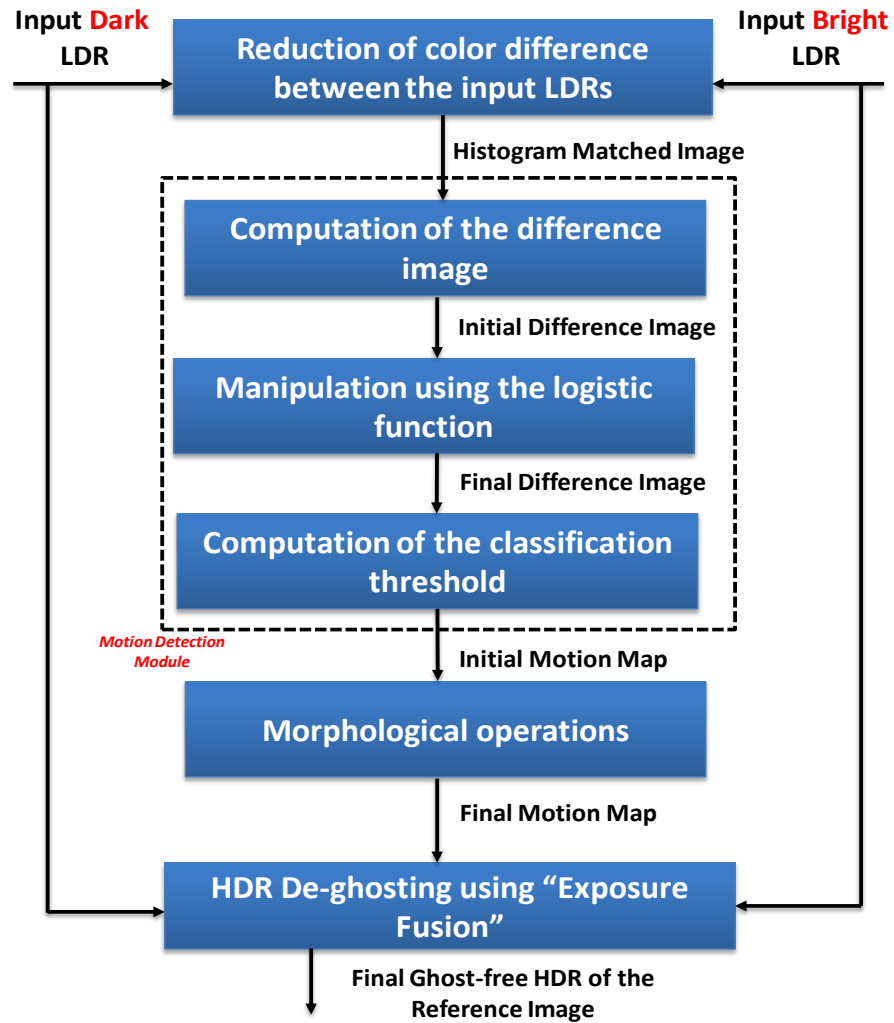 Input Dark
LDR
Input Bright
LDR
Reduction of color difference
between the input LDRs
Histogram Matched Image
Computation of the difference
image
Initial Difference Image
Manipulation using the logistic
function
Final Difference Image
Computation of the classification
threshold
Motion Detection
Module
Initial Motion Map
Morphological operations
Final Motion Map
HDR De-ghosting using “Exposure
Fusion”
Final Ghost-free HDR of the
Reference Image